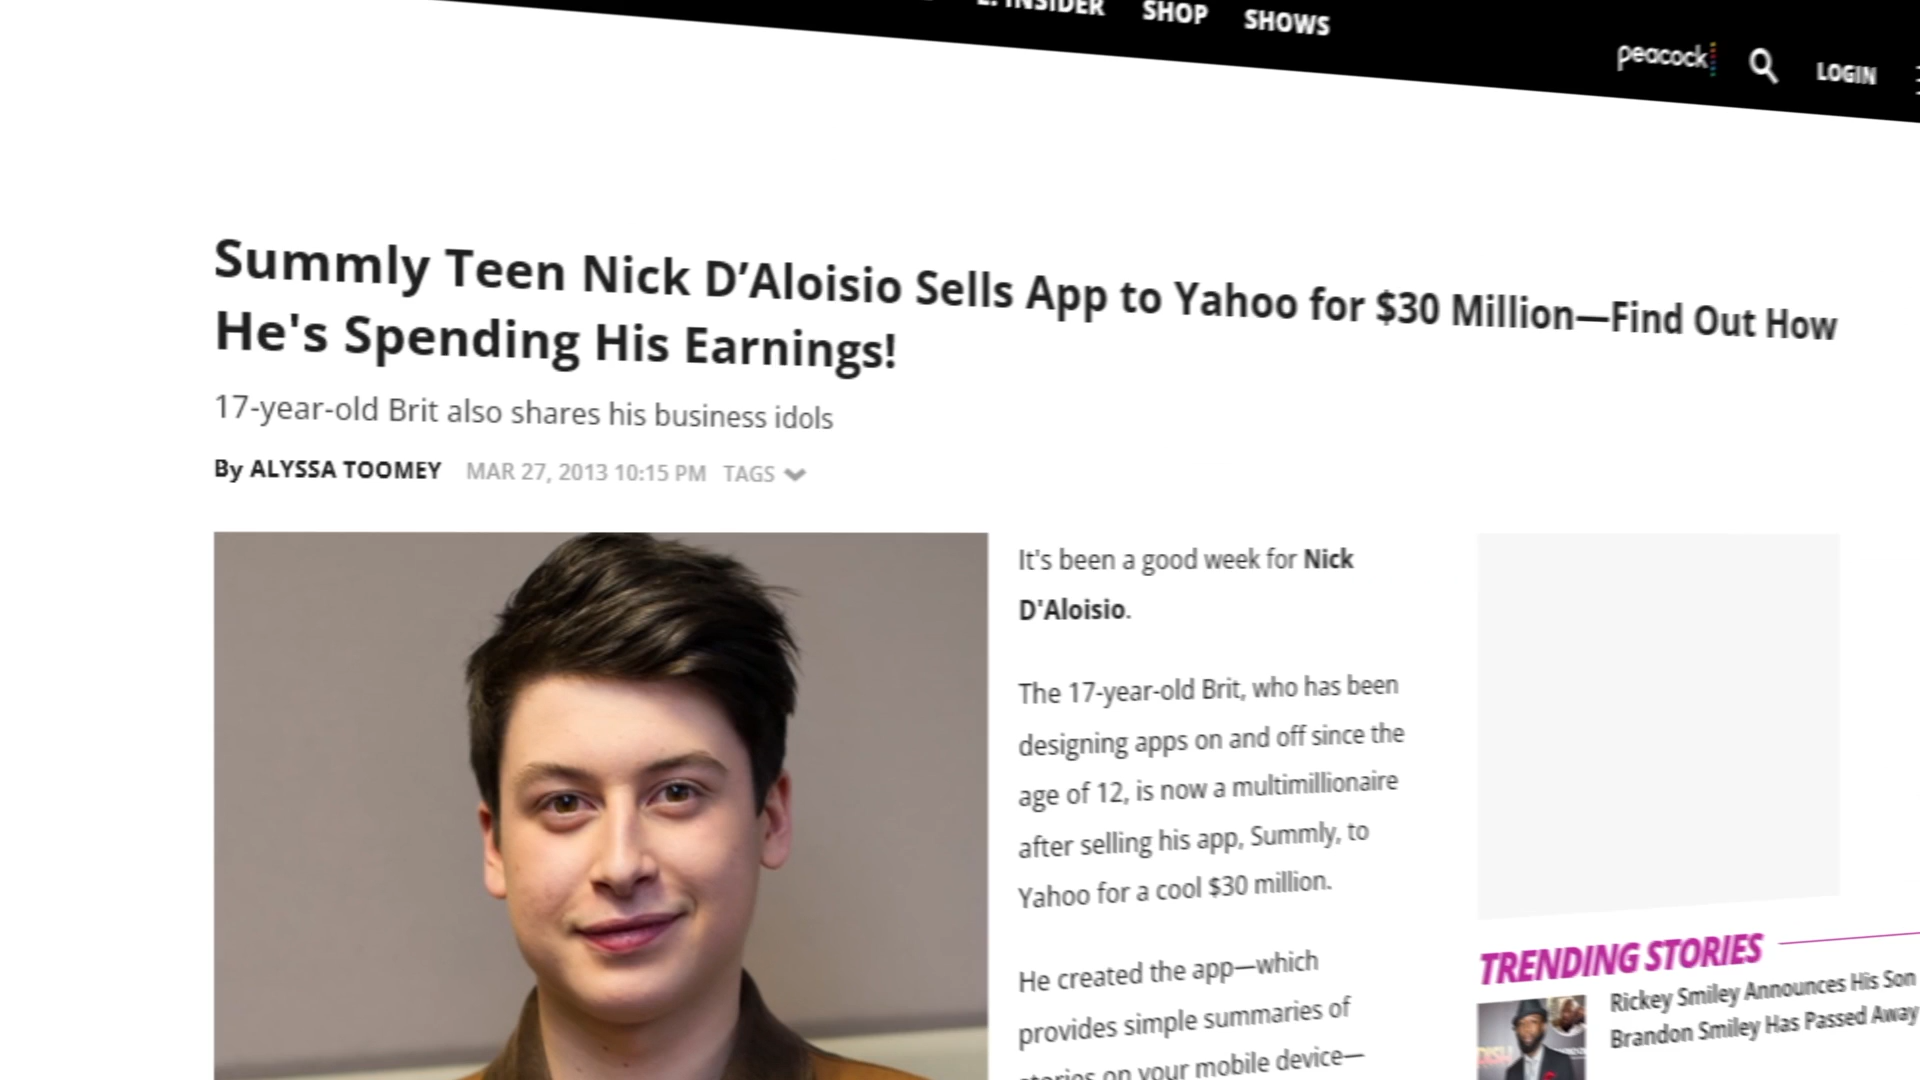 INSIDER SHOP SHOWS
peacock LOGIN
Summly Teen Nick D’Aloisio Sells App to Yahoo for $30 Million—Find Out How
He's Spending His Earnings!
17-year-old Brit also shares his business idols
By ALYSSA TOOMEY MAR 27, 2013 10:15 PM TAGS
It's been a good week for Nick
D'Aloisio.
The 17-year-old Brit, who has been
designing apps on and off since the
age of 12, is now a multimillionaire
after selling his app, Summly, to
Yahoo for a cool $30 million.
He created the app—which
provides simple summaries of
stories on your mobile device—
TRENDING STORIES
Rickey Smiley Announces His Son
Brandon Smiley Has Passed Away